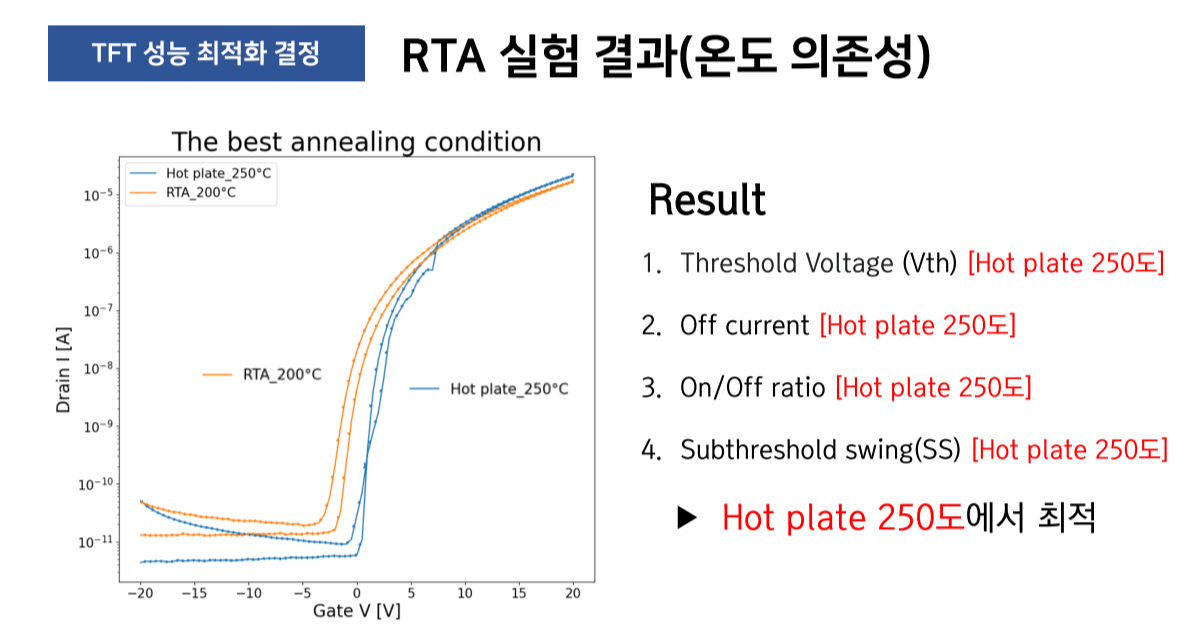 TFT 성능 최적화 결정
RTA 실험 결과(온도 의존성)
The best annealing condition
Hot plate_250°C
RTA_200°C
10⁻⁵
10⁻⁶
10⁻⁷
10⁻⁸
10⁻⁹
10⁻¹⁰
10⁻¹¹
Drain I [A]
RTA_200°C
Hot plate_250°C
−20 −15 −10 −5 0 5 10 15 20
Gate V [V]
Result
1. Threshold Voltage (Vth) [Hot plate 250도]
2. Off current [Hot plate 250도]
3. On/Off ratio [Hot plate 250도]
4. Subthreshold swing(SS) [Hot plate 250도]
▶ Hot plate 250도에서 최적